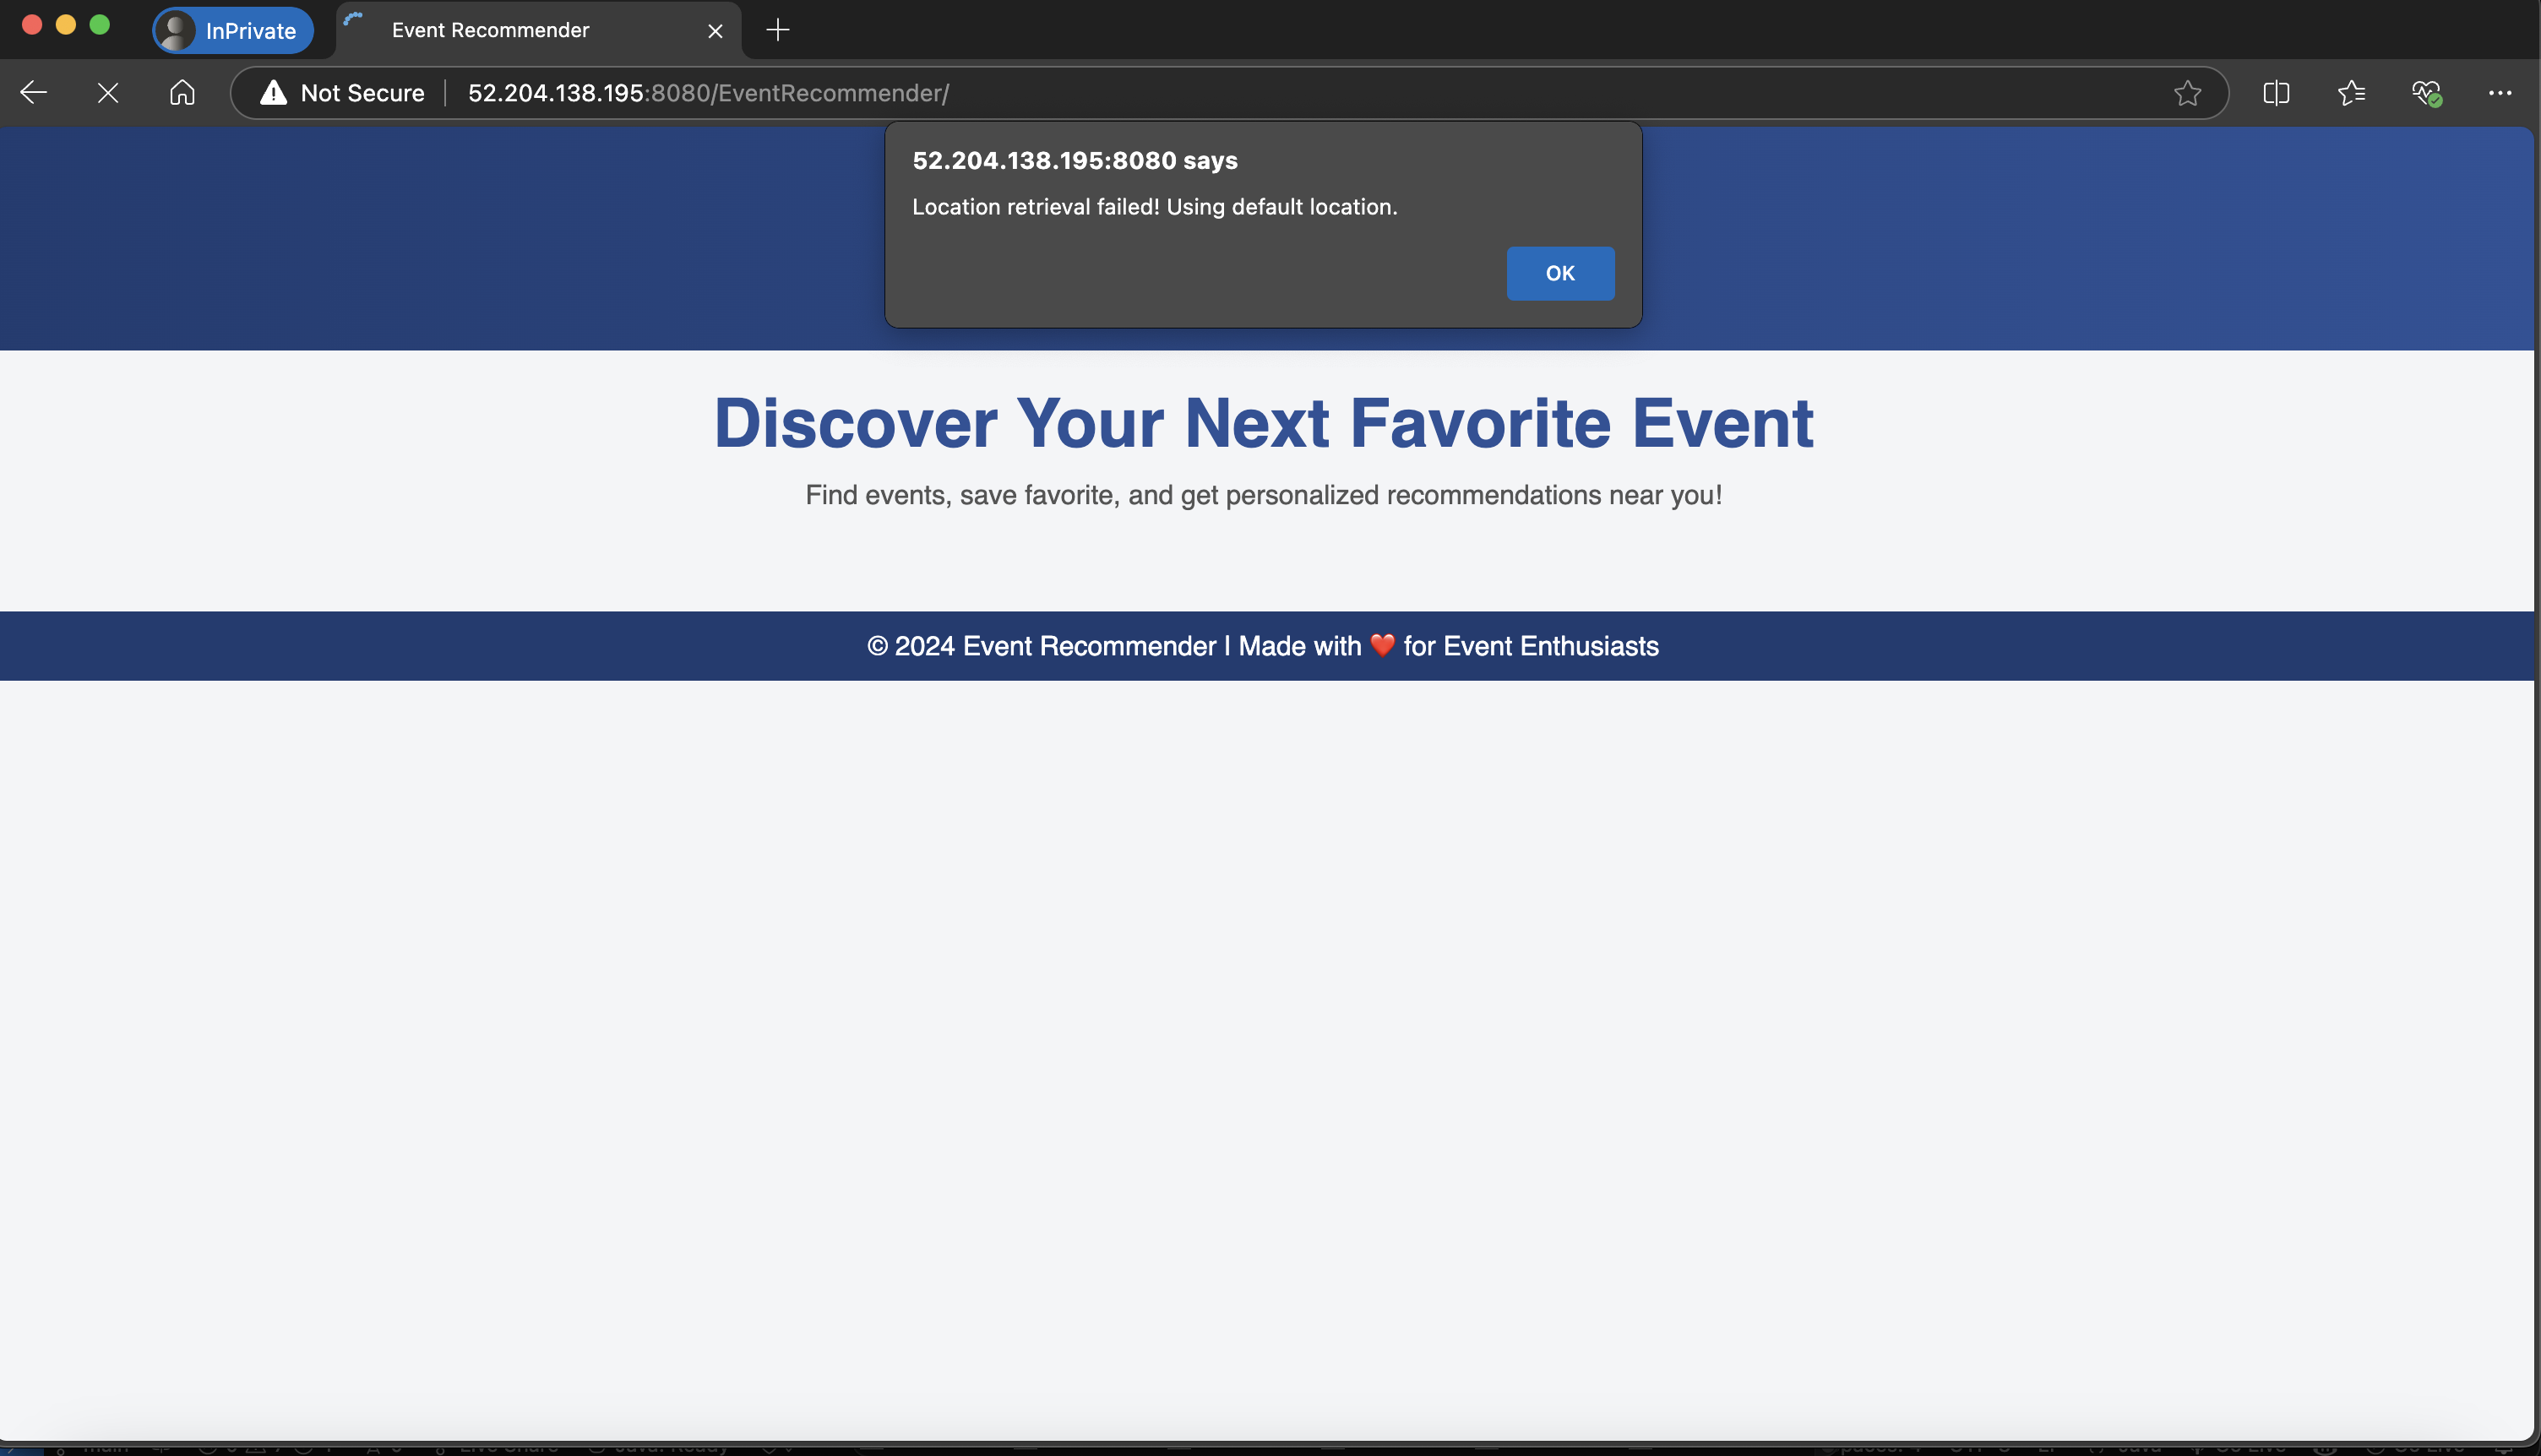 InPrivate
Event Recommender
Not Secure
52.204.138.195:8080/EventRecommender/
52.204.138.195:8080 says
Location retrieval failed! Using default location.
OK
Discover Your Next Favorite Event
Find events, save favorite, and get personalized recommendations near you!
© 2024 Event Recommender | Made with ❤️ for Event Enthusiasts